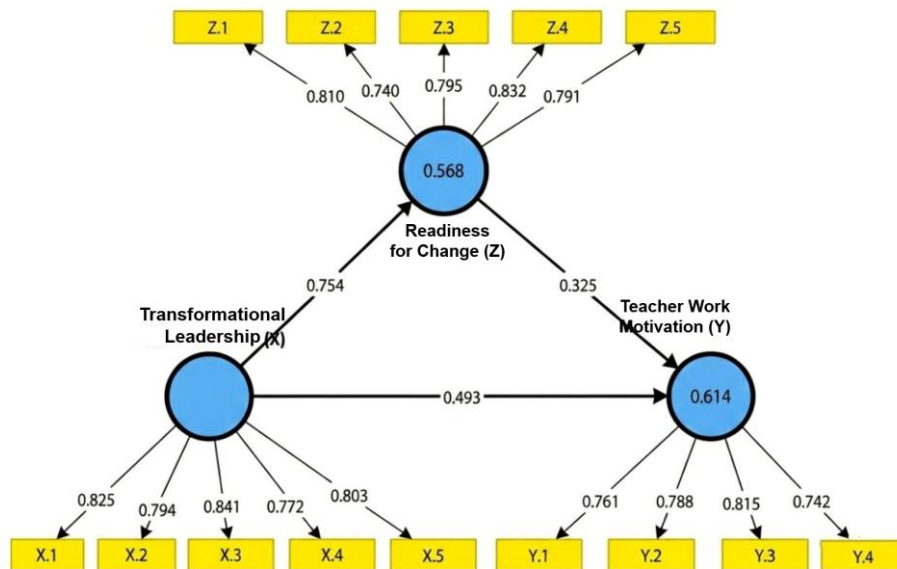 Z.1 Z.2 Z.3 Z.4 Z.5
0.810 0.740 0.795 0.832 0.791
0.568
Readiness
for Change (Z)
0.754 0.325
Transformational
Leadership (X)
Teacher Work
Motivation (Y)
0.493
0.614
0.825 0.794 0.841 0.772 0.803
0.761 0.788 0.815 0.742
X.1 X.2 X.3 X.4 X.5
Y.1 Y.2 Y.3 Y.4